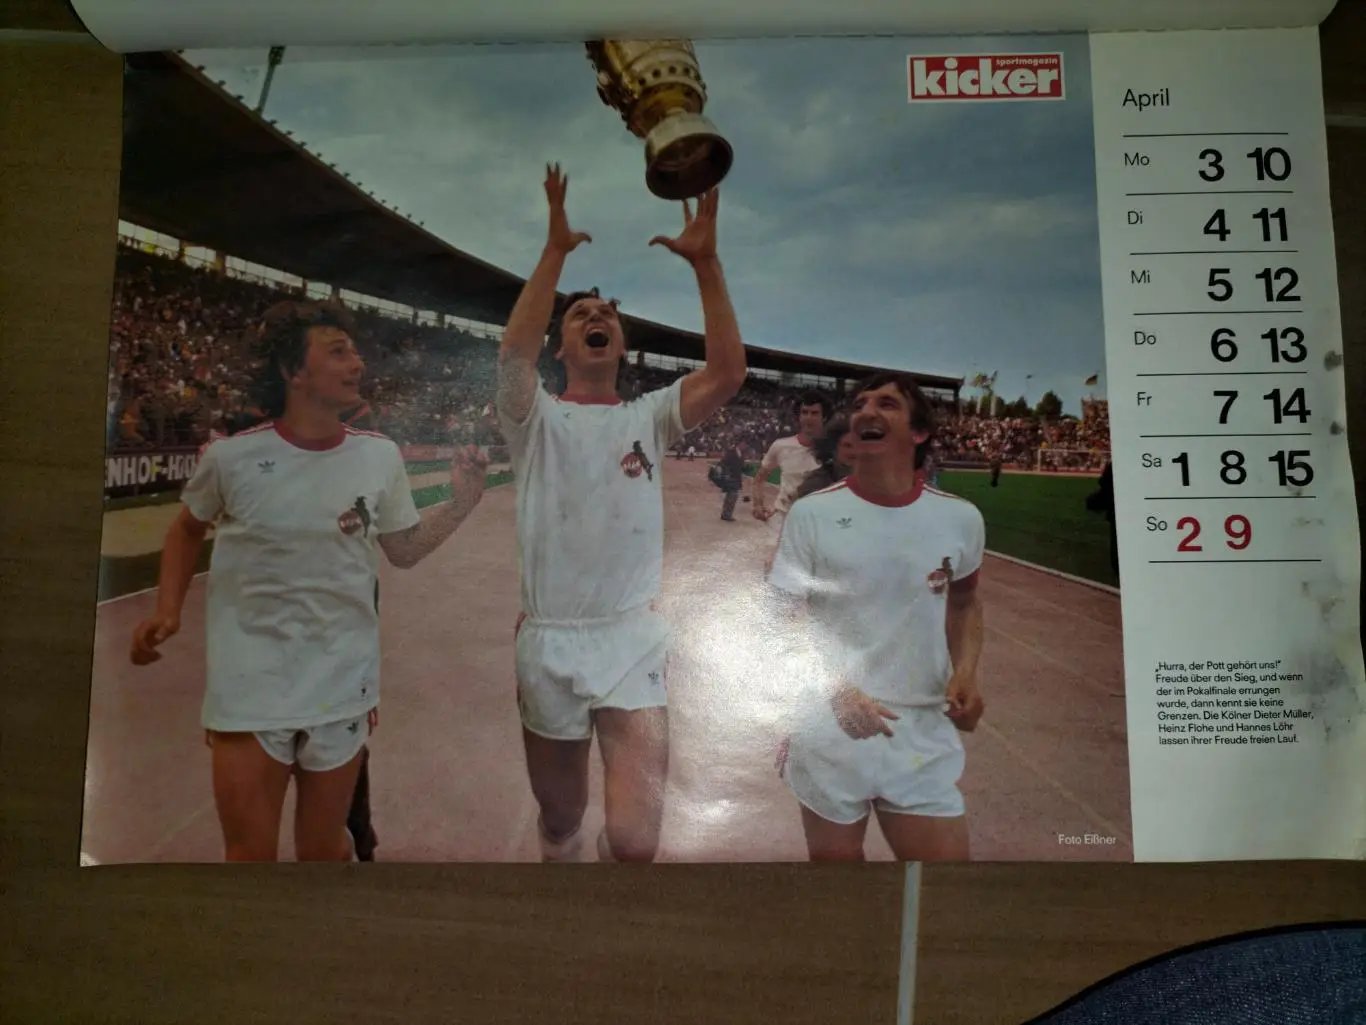 sportmagazin
kicker
April
Mo 3 10
Di 4 11
Mi 5 12
Do 6 13
Fr 7 14
Sa 1 8 15
So 2 9
„Hurra, der Pott gehört uns!"
Freude über den Sieg, und wenn
der im Pokalfinale errungen
wurde, dann kennt sie keine
Grenzen. Die Kölner Dieter Müller,
Heinz Flohe und Hannes Löhr
lassen ihrer Freude freien Lauf.
Foto Eißner